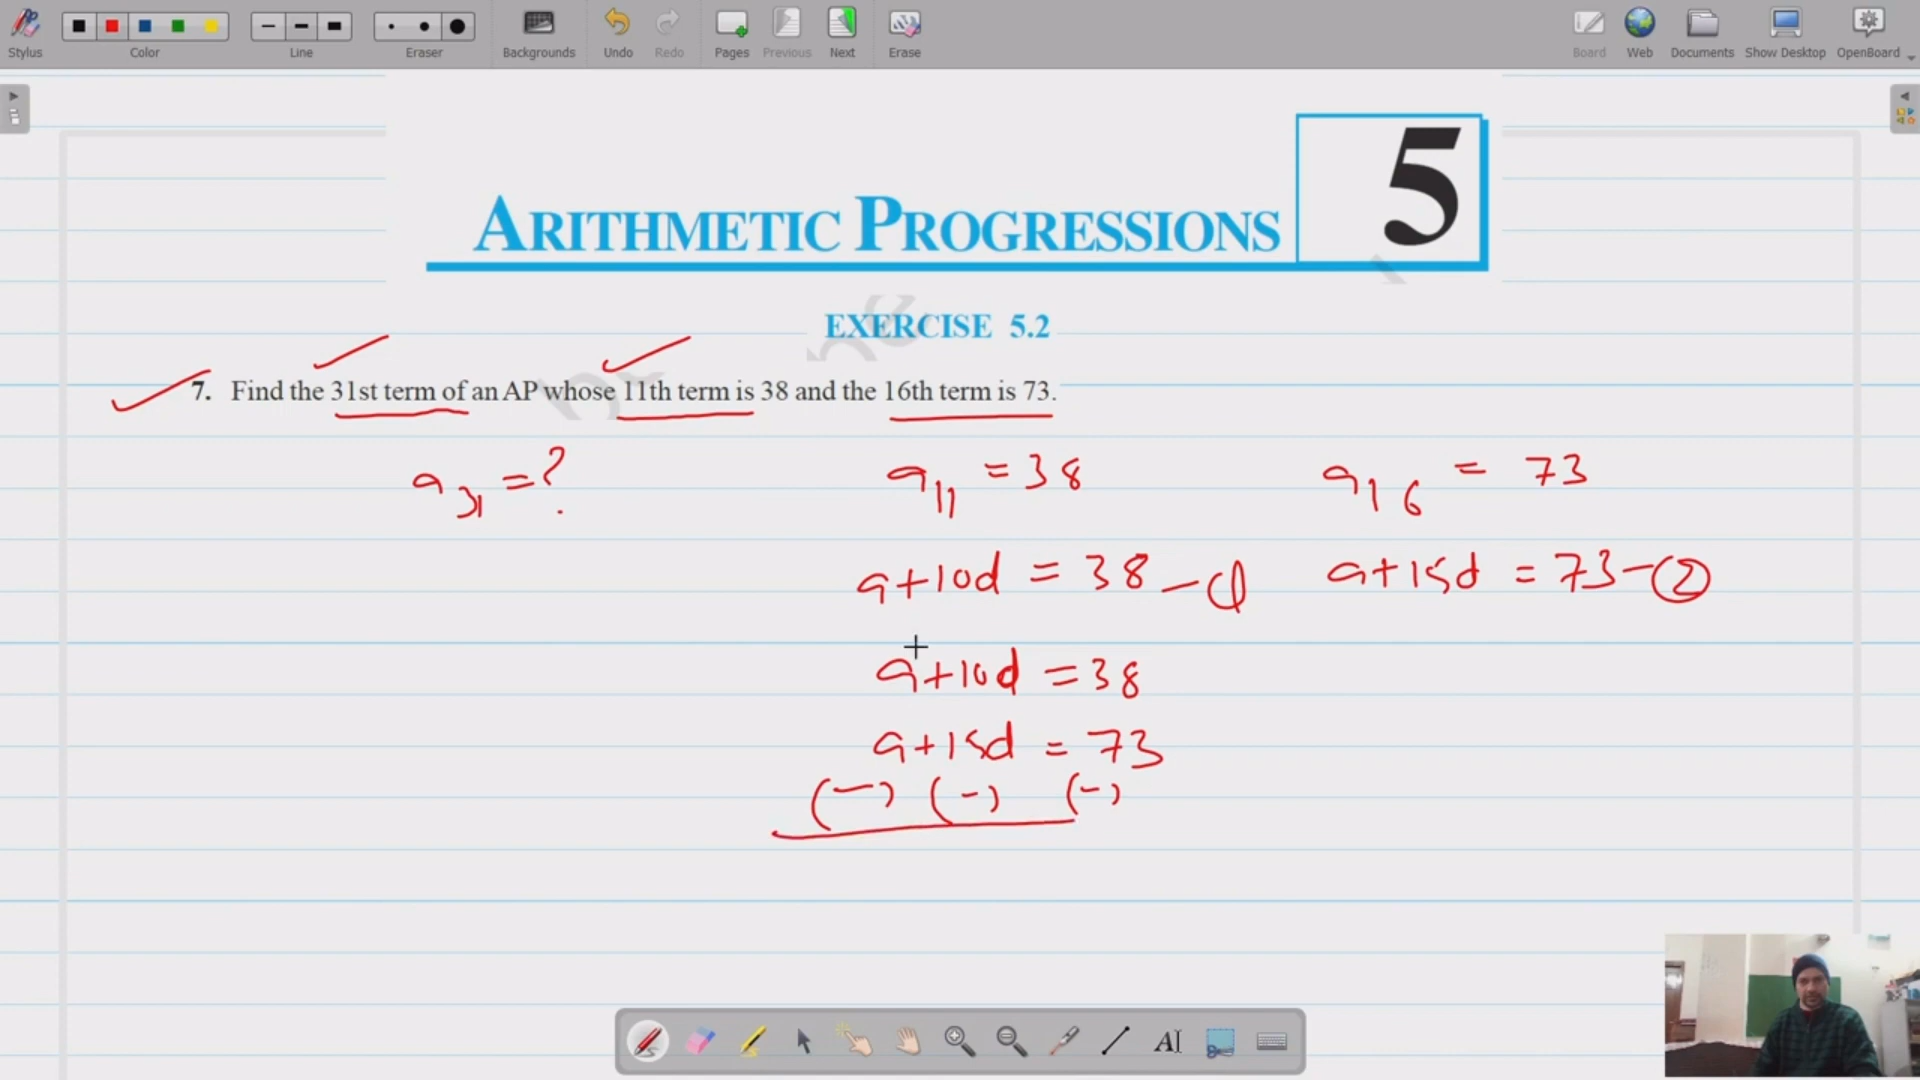 Stylus Color Line Eraser Backgrounds Undo Redo Pages Previous Next Erase Board Web Documents Show Desktop OpenBoard
ARITHMETIC PROGRESSIONS 5
EXERCISE 5.2
7. Find the 31st term of an AP whose 11th term is 38 and the 16th term is 73.
a31 = ? a11 = 38 a16 = 73
a+10d = 38 — ① a+15d = 73 — ②
a+10d = 38
a+15d = 73
(–) (–) (–)